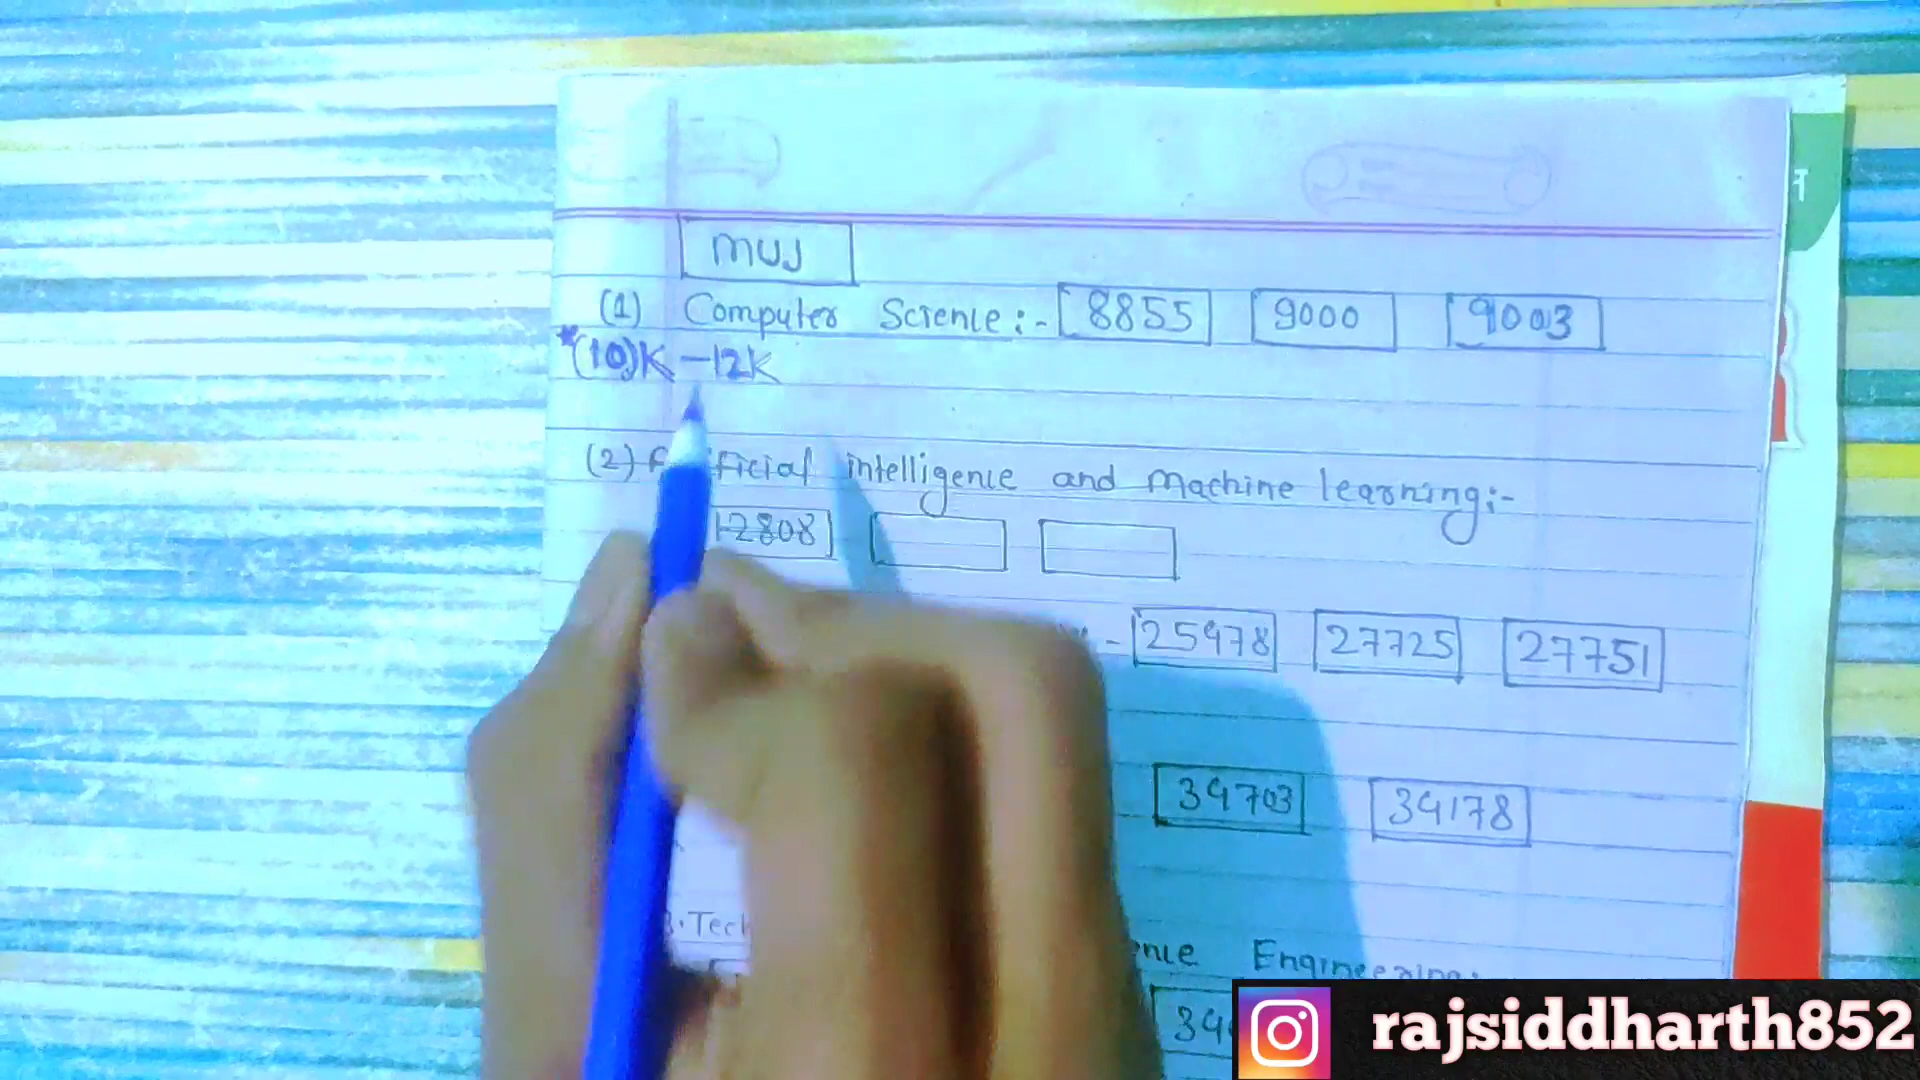 MUJ
(1) Computer Science :- 8855 9000 9003
*(10)K - 12K
(2) intelligence and Machine learning :-
12808
- 25978 27725 27751
34703 34178
B.Tech Engineering:
34
न
rajsiddharth852